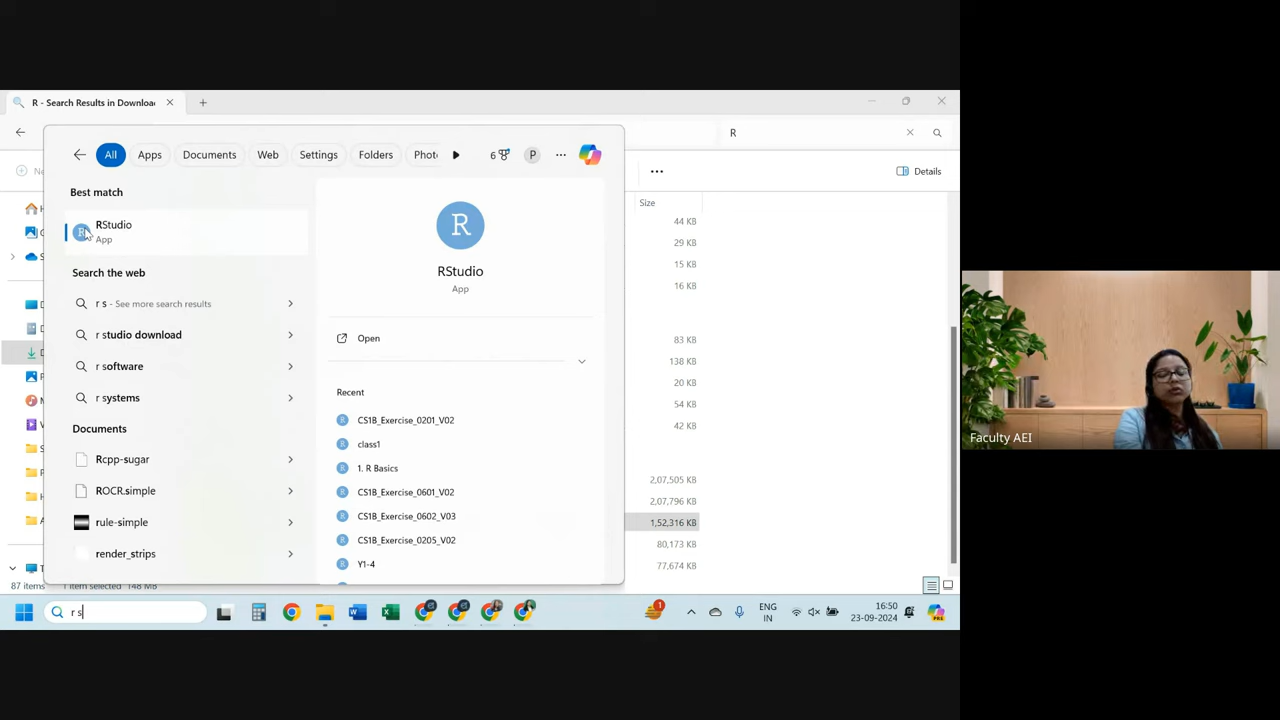 R - Search Results in Downloa
R
All
Apps
Documents
Web
Settings
Folders
6
P
Details
Best match
RStudio
App
Search the web
r s - See more search results
r studio download
r software
r systems
Documents
Rcpp-sugar
ROCR.simple
rule-simple
render_strips
R
RStudio
App
Open
Recent
CS1B_Exercise_0201_V02
class1
1. R Basics
CS1B_Exercise_0601_V02
CS1B_Exercise_0602_V03
CS1B_Exercise_0205_V02
Y1-4
Size
44 KB
29 KB
15 KB
16 KB
83 KB
138 KB
20 KB
54 KB
42 KB
2,07,505 KB
2,07,796 KB
1,52,316 KB
80,173 KB
77,674 KB
87 items
1 item selected 148 MB
r s
1
ENG
IN
16:50
23-09-2024
Faculty AEI